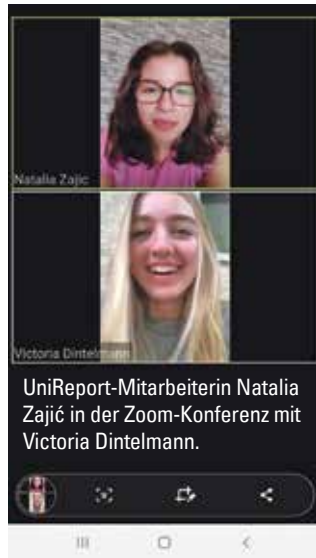 Natalia Zajic
Victoria Dintelmann
UniReport-Mitarbeiterin Natalia
Zajić in der Zoom-Konferenz mit
Victoria Dintelmann.